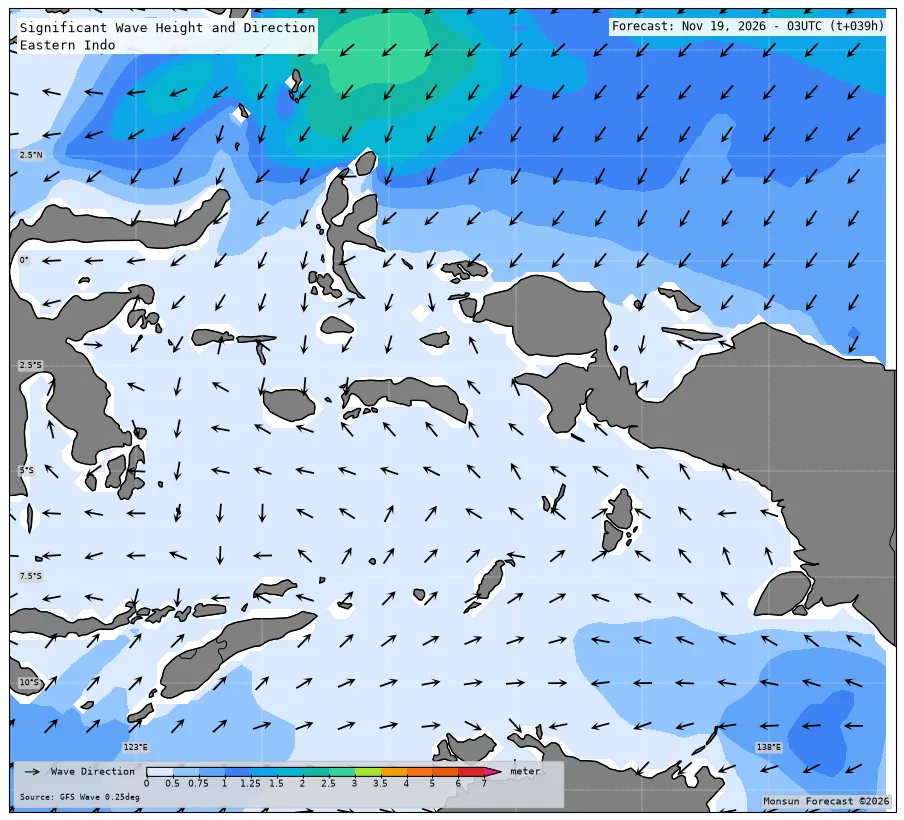 Significant Wave Height and Direction
Eastern Indo
Forecast: Nov 19, 2026 - 03UTC (t+039h)
2.5°N
0°
2.5°S
5°S
7.5°S
10°S
123°E
138°E
Wave Direction
meter
0 0.5 0.75 1 1.25 1.5 2 2.5 3 3.5 4 5 6 7
Source: GFS Wave 0.25deg
Monsun Forecast ©2026